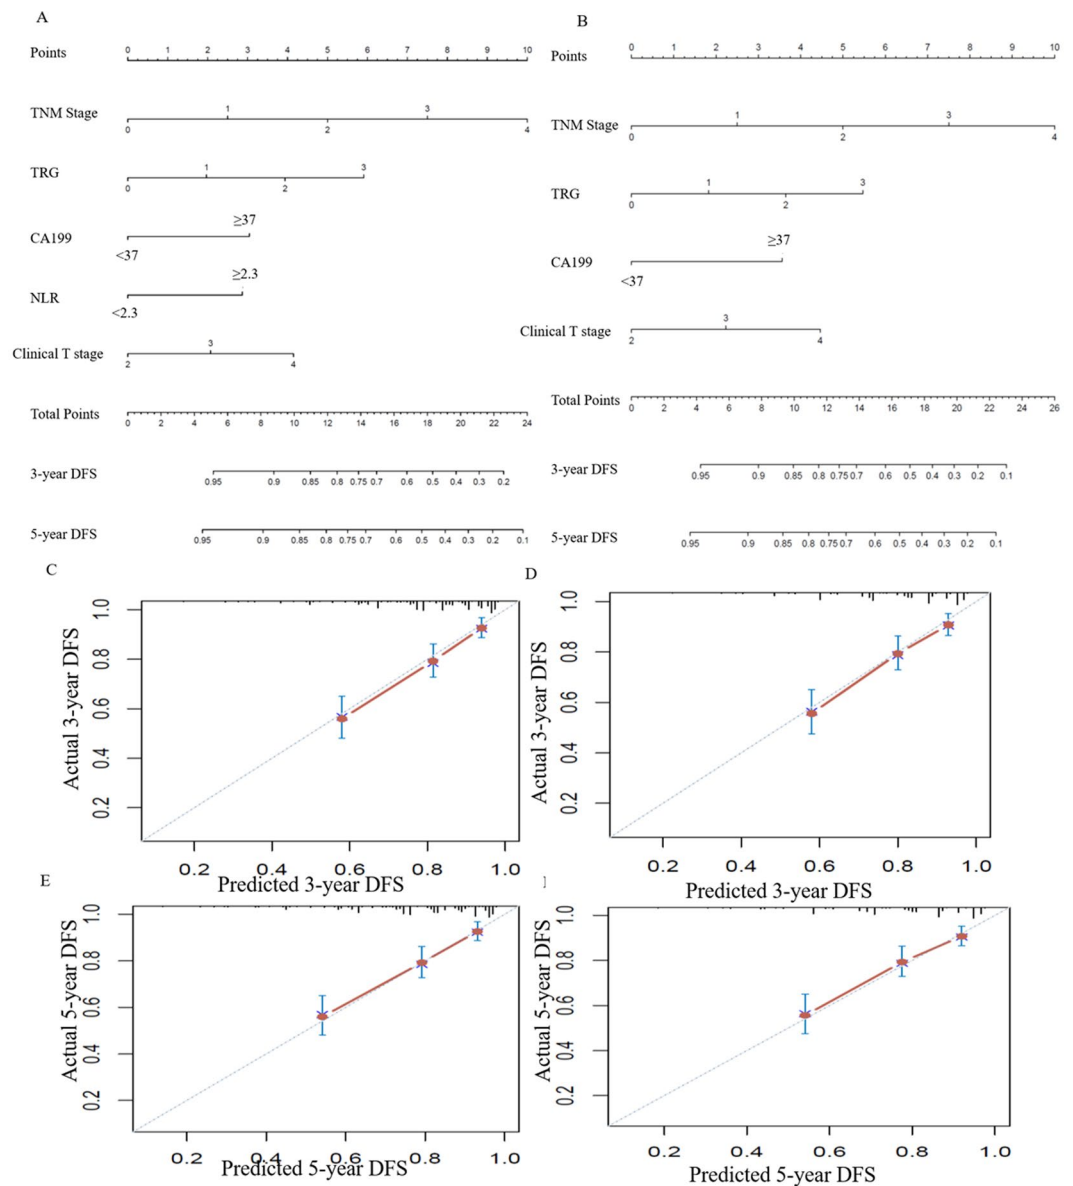 A
Points
0 1 2 3 4 5 6 7 8 9 10
TNM Stage
1 3
0 2 4
TRG
1 3
0 2
≥37
CA199
<37
≥2.3
NLR
<2.3
3
Clinical T stage
2 4
Total Points
0 2 4 6 8 10 12 14 16 18 20 22 24
3-year DFS
0.95 0.9 0.85 0.8 0.75 0.7 0.6 0.5 0.4 0.3 0.2
5-year DFS
0.95 0.9 0.85 0.8 0.75 0.7 0.6 0.5 0.4 0.3 0.2 0.1
B
0 1 2 3 4 5 6 7 8 9 10
Points
1 3
TNM Stage
0 2 4
3
1
TRG
0 2
≥37
CA199
<37
3
Clinical T stage
2 4
Total Points
0 2 4 6 8 10 12 14 16 18 20 22 24 26
3-year DFS
0.95 0.9 0.85 0.8 0.75 0.7 0.6 0.5 0.4 0.3 0.2 0.1
5-year DFS
0.95 0.9 0.85 0.8 0.75 0.7 0.6 0.5 0.4 0.3 0.2 0.1
C
Actual 3-year DFS
1.0
0.8
0.6
0.4
0.2
0.2 0.4 0.6 0.8 1.0
Predicted 3-year DFS
D
Actual 3-year DFS
1.0
0.8
0.6
0.4
0.2
0.2 0.4 0.6 0.8 1.0
Predicted 3-year DFS
E
Actual 5-year DFS
1.0
0.8
0.6
0.4
0.2
0.2 0.4 0.6 0.8 1.0
Predicted 5-year DFS
Actual 5-year DFS
1.0
0.8
0.6
0.4
0.2
0.2 0.4 0.6 0.8 1.0
Predicted 5-year DFS